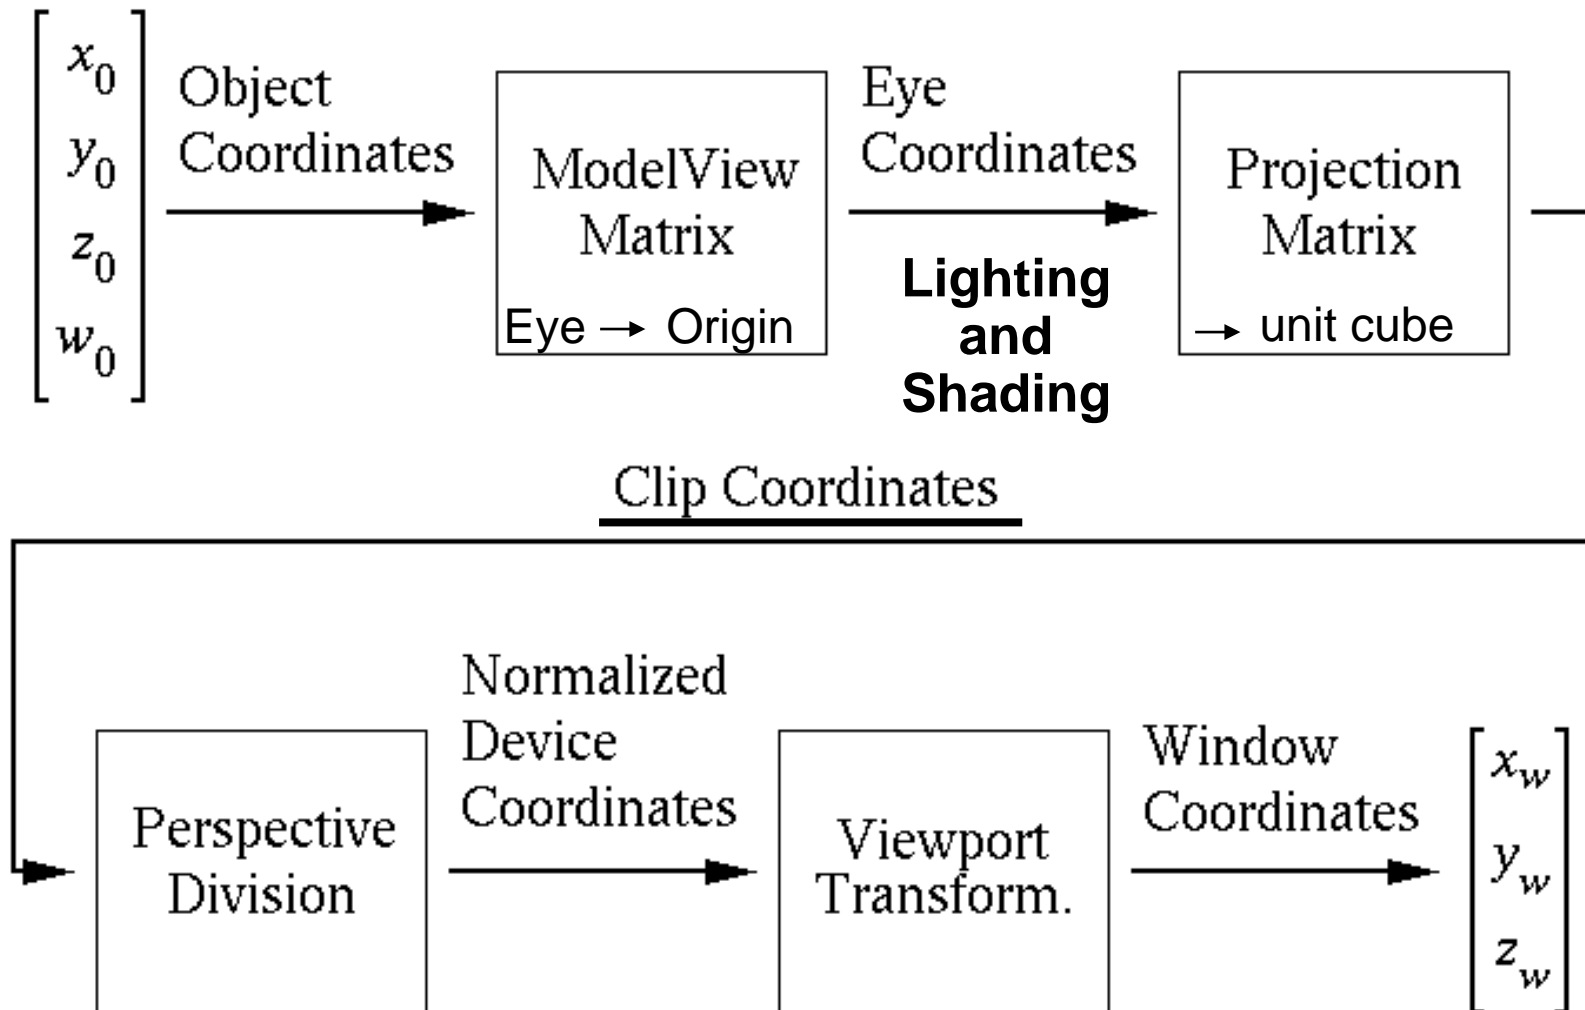 x0
y0
z0
w0
Object
Coordinates
ModelView
Matrix
Eye → Origin
Eye
Coordinates
Lighting
and
Shading
Projection
Matrix
→ unit cube
Clip Coordinates
Perspective
Division
Normalized
Device
Coordinates
Viewport
Transform.
Window
Coordinates
xw
yw
zw